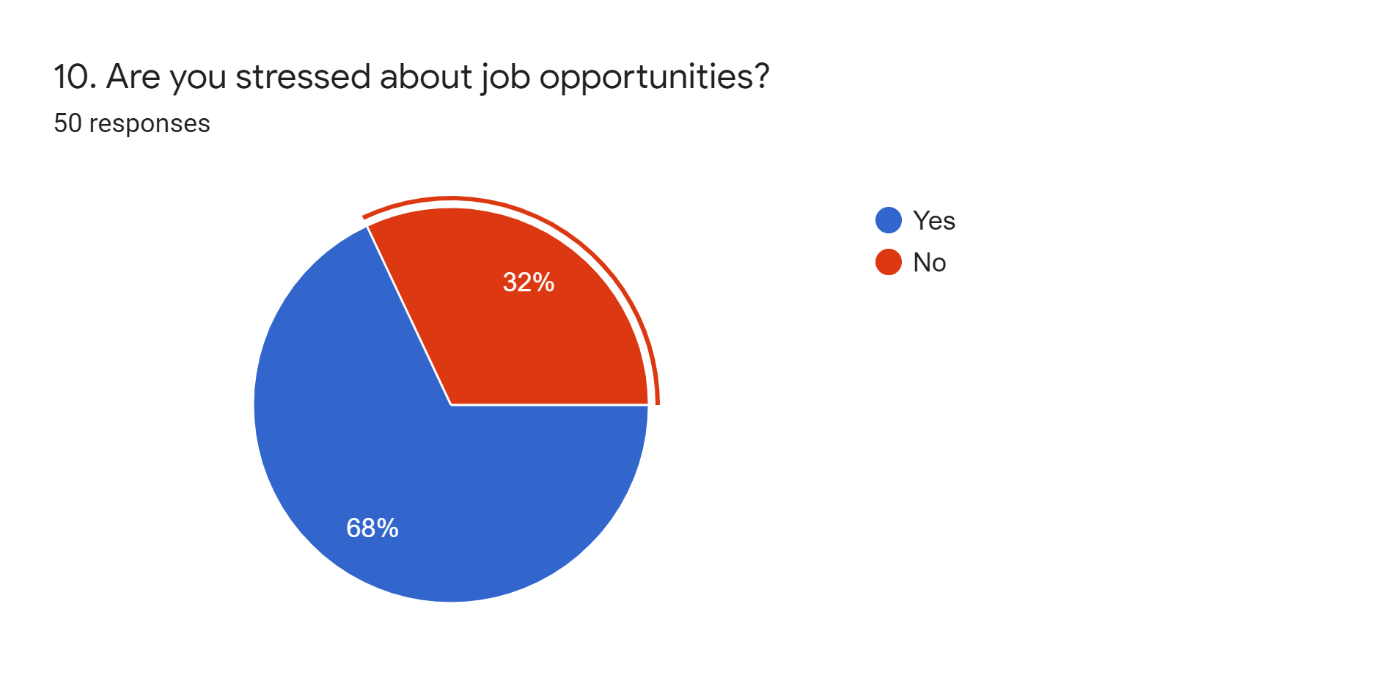 10. Are you stressed about job opportunities?
50 responses
Yes
No
32%
68%